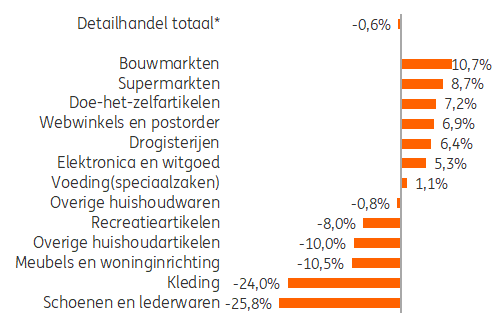 Detailhandel totaal* -0,6%
Bouwmarkten 10,7%
Supermarkten 8,7%
Doe-het-zelfartikelen 7,2%
Webwinkels en postorder 6,9%
Drogisterijen 6,4%
Elektronica en witgoed 5,3%
Voeding(speciaalzaken) 1,1%
Overige huishoudwaren -0,8%
Recreatieartikelen -8,0%
Overige huishoudartikelen -10,0%
Meubels en woninginrichting -10,5%
Kleding -24,0%
Schoenen en lederwaren -25,8%